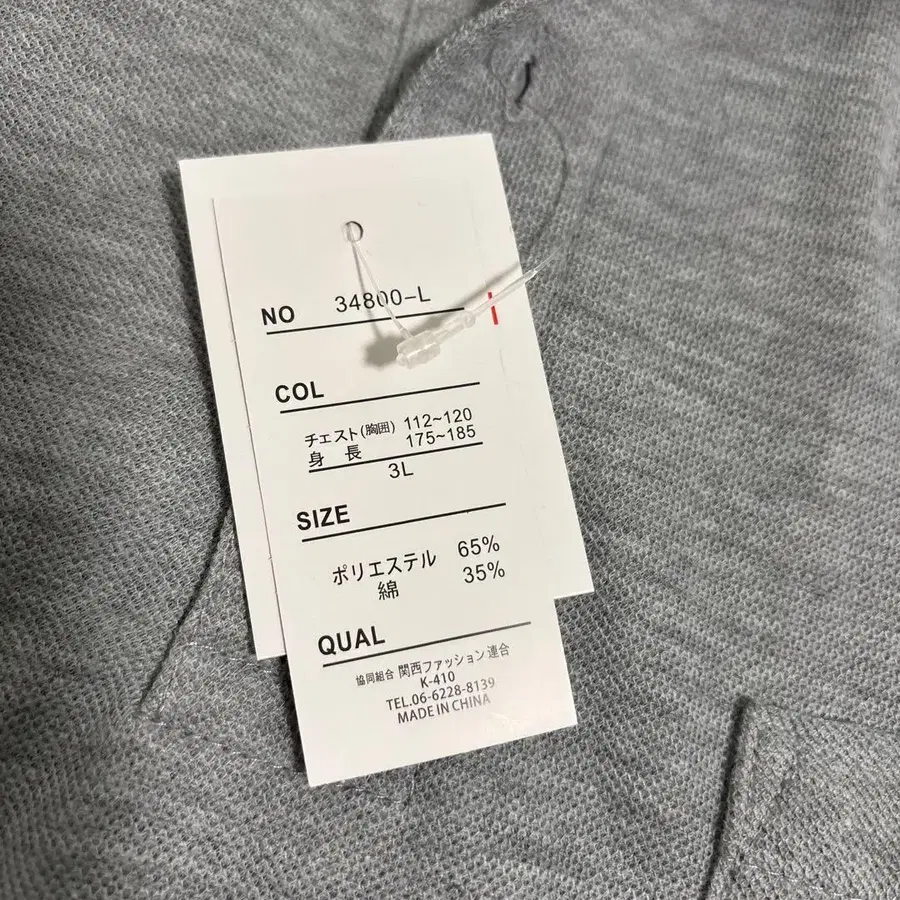 NO 34800-L
COL
チェスト(胸囲) 112~120
身長 175~185
3L
SIZE
ポリエステル 65%
綿 35%
QUAL
協同組合 関西ファッション連合
K-410
TEL.06-6228-8139
MADE IN CHINA